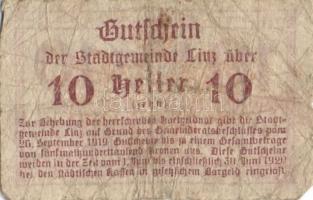 Gutschein
der Stadtgemeinde Linz über
10 Heller 10
Zur Behebung der herrschenden Hartgeldnot gibt die Stadt-
gemeinde Linz auf Grund des Gemeinderatsbeschlusses vom
26. September 1919 Gutscheine bis zu einem Gesamtbetrage
von fünfmalhunderttausend Kronen aus. Diese Gutscheine
werden in der Zeit vom 1. Juni bis einschließlich 30. Juni 1920
bei den städtischen Kassen in gesetzlichem Bargeld eingelöst.